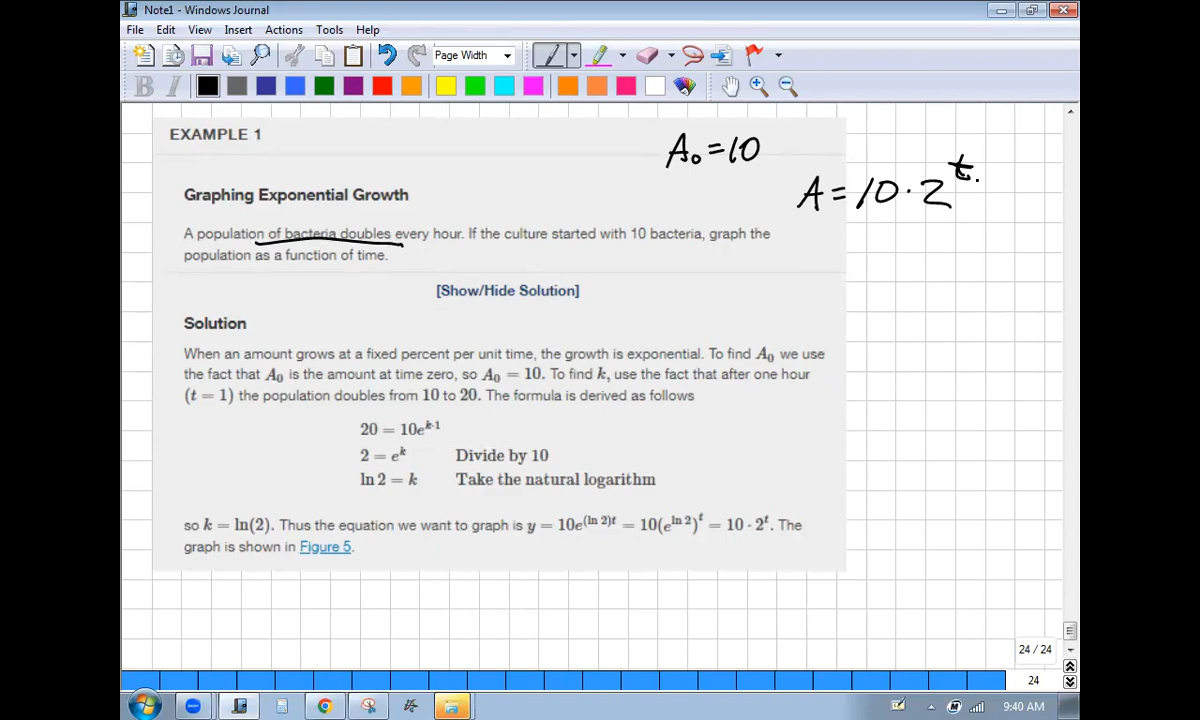 Note1 - Windows Journal
File Edit View Insert Actions Tools Help
Page Width
B I
EXAMPLE 1
A₀ = 10
A = 10 · 2^t.
Graphing Exponential Growth
A population of bacteria doubles every hour. If the culture started with 10 bacteria, graph the
population as a function of time.
[Show/Hide Solution]
Solution
When an amount grows at a fixed percent per unit time, the growth is exponential. To find A₀ we use
the fact that A₀ is the amount at time zero, so A₀ = 10. To find k, use the fact that after one hour
(t = 1) the population doubles from 10 to 20. The formula is derived as follows
20 = 10e^(k·1)
2 = e^k Divide by 10
ln 2 = k Take the natural logarithm
so k = ln(2). Thus the equation we want to graph is y = 10e^((ln 2)t) = 10(e^(ln 2))^t = 10 · 2^t. The
graph is shown in Figure 5.
24 / 24
24
9:40 AM